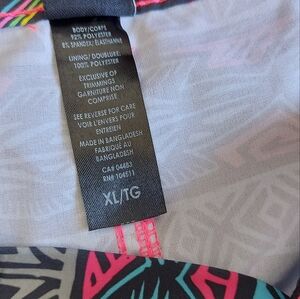 BODY/CORPS
92% POLYESTER
8% SPANDEX/ÉLASTHANNE
LINING/DOUBLURE:
100% POLYESTER
EXCLUSIVE OF
TRIMMINGS
GARNITURE NON
COMPRISE
SEE REVERSE FOR CARE
VOIR L'ENVERS POUR
ENTRETIEN
MADE IN BANGLADESH
FABRIQUÉ AU
BANGLADESH
CA# 04483
RN# 104511
XL/TG